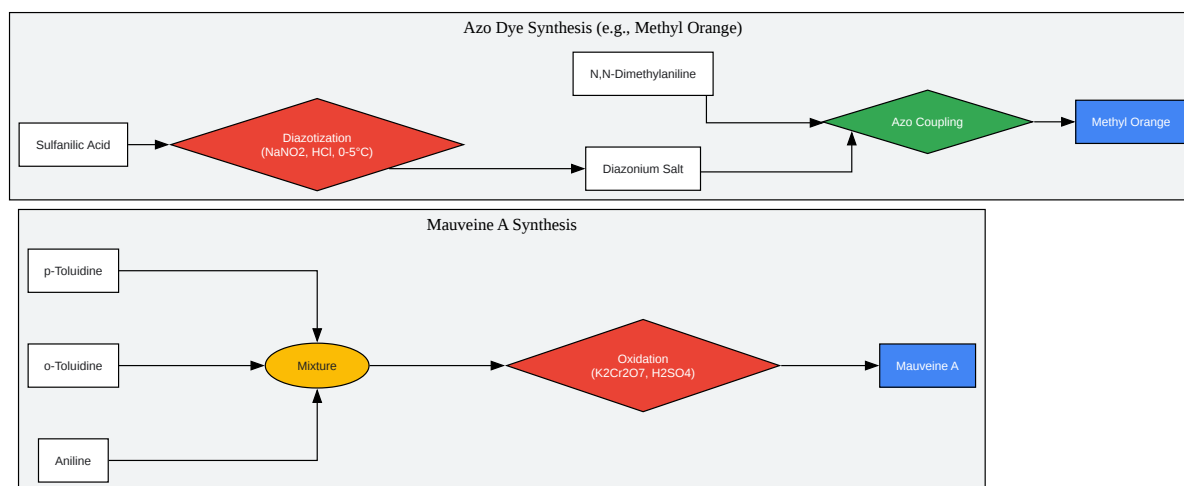 Azo Dye Synthesis (e.g., Methyl Orange)
N,N-Dimethylaniline
Sulfanilic Acid
Diazotization
(NaNO2, HCl, 0-5°C)
Azo Coupling
Methyl Orange
Diazonium Salt
Mauveine A Synthesis
p-Toluidine
o-Toluidine
Mixture
Oxidation
(K2Cr2O7, H2SO4)
Mauveine A
Aniline